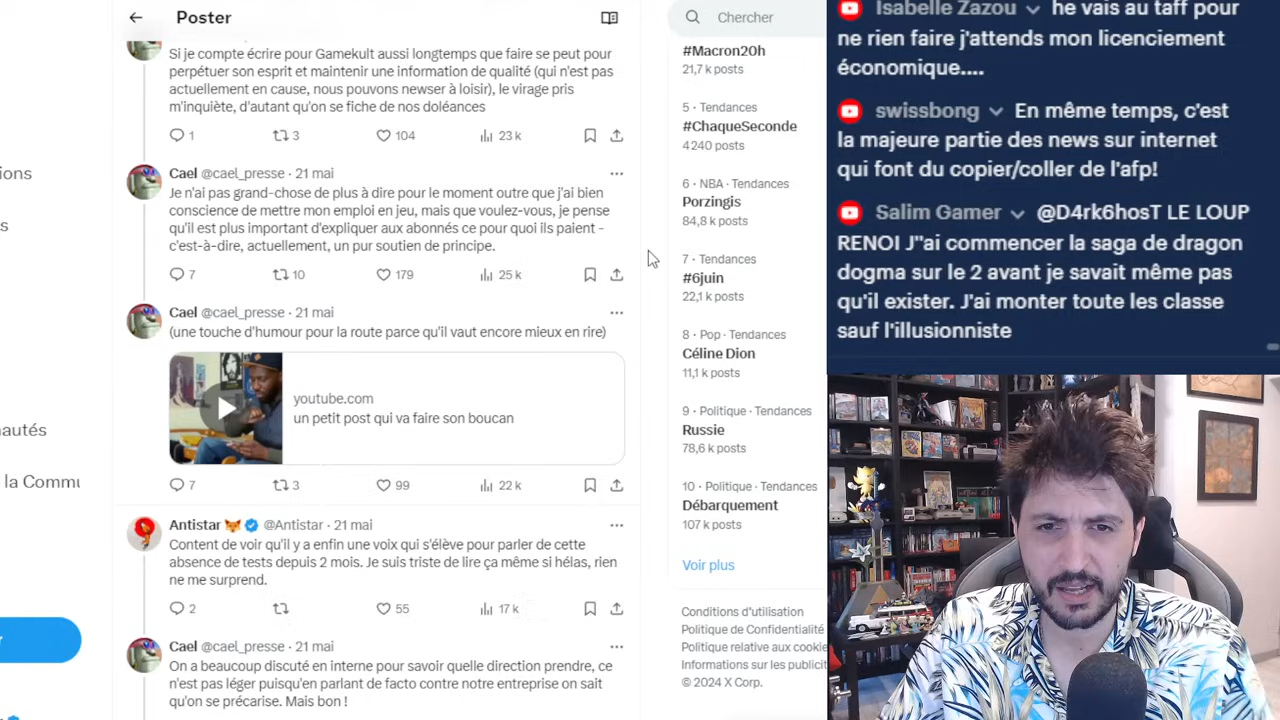 Poster
Si je compte écrire pour Gamekult aussi longtemps que faire se peut pour
perpétuer son esprit et maintenir une information de qualité (qui n'est pas
actuellement en cause, nous pouvons newser à loisir), le virage pris
m'inquiète, d'autant qu'on se fiche de nos doléances
1 3 104 23 k
Cael @cael_presse · 21 mai
Je n'ai pas grand-chose de plus à dire pour le moment outre que j'ai bien
conscience de mettre mon emploi en jeu, mais que voulez-vous, je pense
qu'il est plus important d'expliquer aux abonnés ce pour quoi ils paient -
c'est-à-dire, actuellement, un pur soutien de principe.
7 10 179 25 k
Cael @cael_presse · 21 mai
(une touche d'humour pour la route parce qu'il vaut encore mieux en rire)
youtube.com
un petit post qui va faire son boucan
7 3 99 22 k
Antistar @Antistar · 21 mai
Content de voir qu'il y a enfin une voix qui s'élève pour parler de cette
absence de tests depuis 2 mois. Je suis triste de lire ça même si hélas, rien
ne me surprend.
2 55 17 k
Cael @cael_presse · 21 mai
On a beaucoup discuté en interne pour savoir quelle direction prendre, ce
n'est pas léger puisqu'en parlant de facto contre notre entreprise on sait
qu'on se précarise. Mais bon !
ions
s
autés
la Commu
r
Chercher
#Macron20h
21,7 k posts
5 · Tendances
#ChaqueSeconde
4 240 posts
6 · NBA · Tendances
Porzingis
84,8 k posts
7 · Tendances
#6juin
22,1 k posts
8 · Pop · Tendances
Céline Dion
11,1 k posts
9 · Politique · Tendances
Russie
78,6 k posts
10 · Politique · Tendances
Débarquement
107 k posts
Voir plus
Conditions d'utilisation
Politique de Confidentialité
Politique relative aux cookie
Informations sur les publicit
© 2024 X Corp.
Isabelle Zazou he vais au taff pour
ne rien faire j'attends mon licenciement
économique....
swissbong En même temps, c'est
la majeure partie des news sur internet
qui font du copier/coller de l'afp!
Salim Gamer @D4rk6hosT LE LOUP
RENOI J"ai commencer la saga de dragon
dogma sur le 2 avant je savait même pas
qu'il exister. J'ai monter toute les classe
sauf l'illusionniste